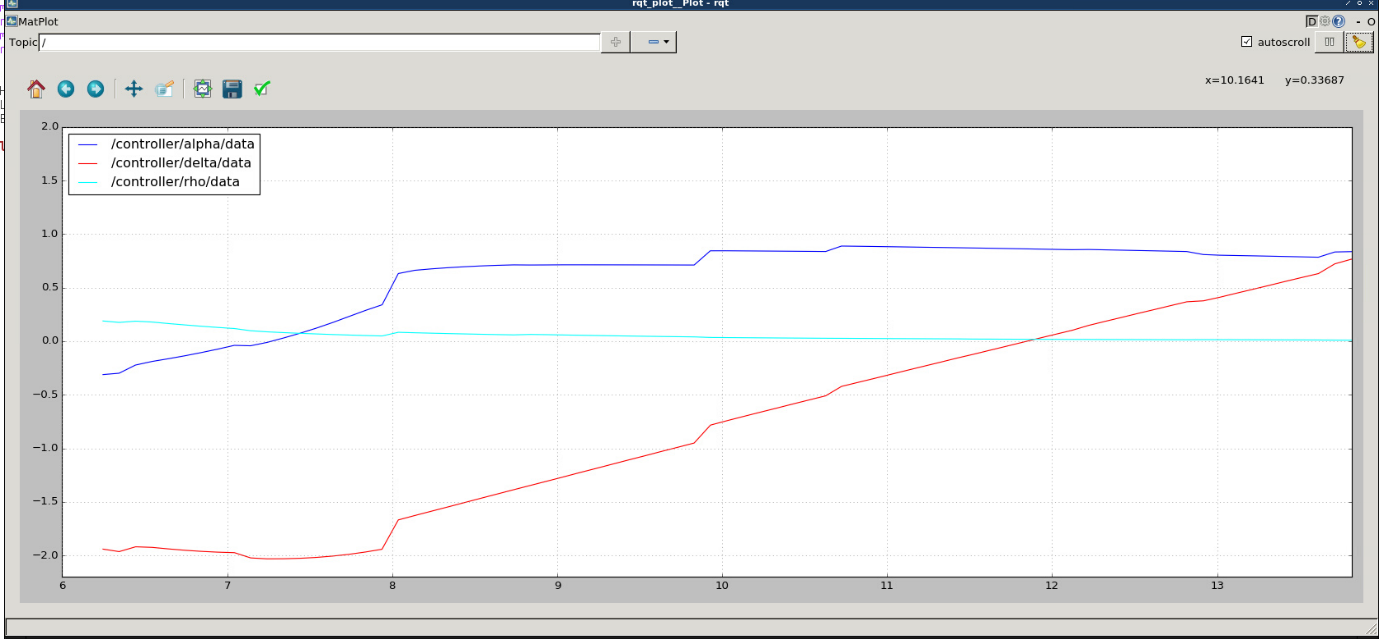 rqt_plot__Plot - rqt
MatPlot
D
- O
Topic /
autoscroll
x=10.1641 y=0.33687
2.0
/controller/alpha/data
/controller/delta/data
/controller/rho/data
1.5
1.0
0.5
0.0
−0.5
−1.0
−1.5
−2.0
6 7 8 9 10 11 12 13